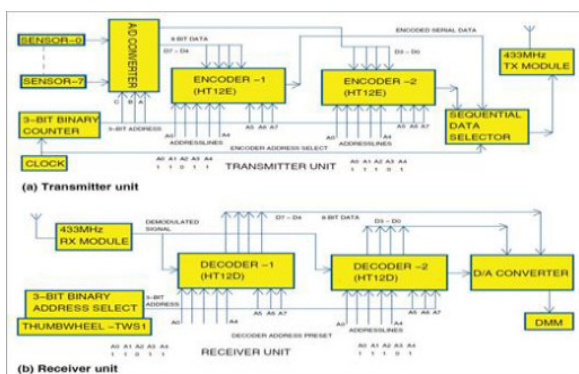 SENSOR-0
SENSOR-7
A/D CONVERTER
8-BIT DATA
D7 - D4
ENCODER -1
(HT12E)
ENCODED SERIAL DATA
D3-D0
ENCODER -2
(HT12E)
433MHz
TX MODULE
SEQUENTIAL
DATA
SELECTOR
C B A
3-BIT ADDRESS
3-BIT BINARY
COUNTER
CLOCK
A0 A4
ADDRESSLINES
A5 A6 A7
A0 A4
ADDRESSLINES
A5 A6 A7
ENCODER ADDRESS SELECT
A0 A1 A2 A3 A4
1 1 0 1 1
TRANSMITTER UNIT
A0 A1 A2 A3 A4
1 1 1 0 1
(a) Transmitter unit
433MHz
RX MODULE
DEMODULATED
SIGNAL
D7 - D4
8-BIT DATA
D3-D0
DECODER -1
(HT12D)
DECODER -2
(HT12D)
D/A CONVERTER
DMM
3-BIT BINARY
ADDRESS SELECT
THUMBWHEEL -TWS1
3-BIT
ADDRESS
A0 A4
A5 A6 A7
DECODER ADDRESS PRESET
A0 A4
ADDRESSLINES
A5 A6 A7
A0 A1 A2 A3 A4
1 1 0 1 1
RECEIVER UNIT
A0 A1 A2 A3 A4
1 1 1 0 1
(b) Receiver unit